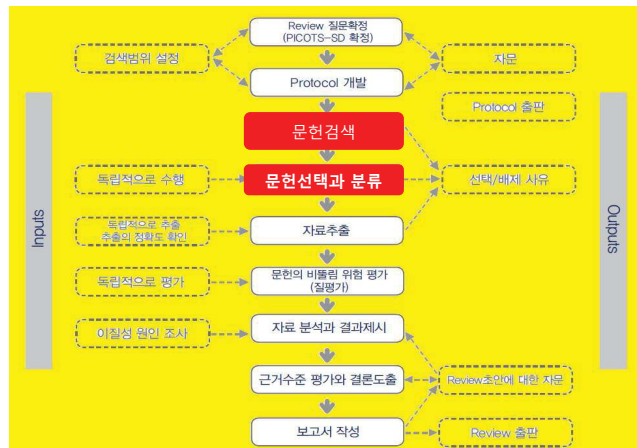 Review 질문확정
(PICOTS-SD 확정)
검색범위 설정
자문
Protocol 개발
Protocol 출판
문헌검색
독립적으로 수행
문헌선택과 분류
선택/배제 사유
Inputs
Outputs
독립적으로 추출
추출의 정확도 확인
자료추출
독립적으로 평가
문헌의 비뚤림 위험 평가
(질평가)
이질성 원인 조사
자료 분석과 결과제시
근거수준 평가와 결론도출
Review초안에 대한 자문
보고서 작성
Review 출판